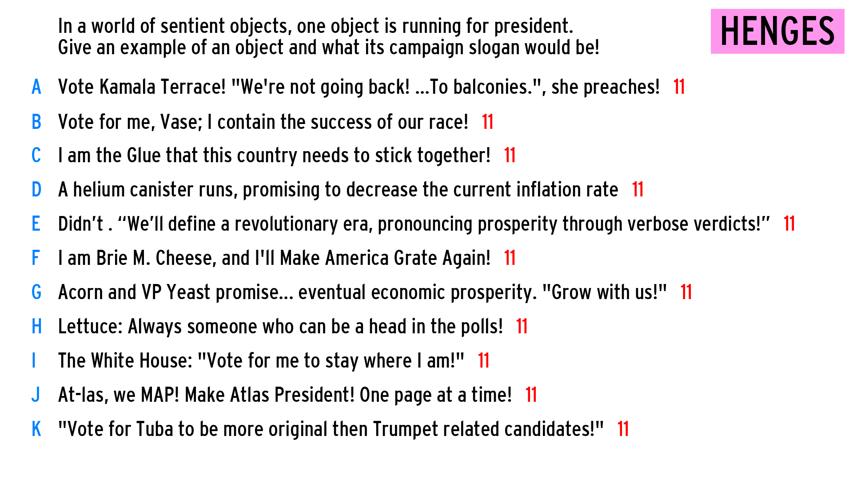 In a world of sentient objects, one object is running for president.
Give an example of an object and what its campaign slogan would be!
HENGES
A Vote Kamala Terrace! "We're not going back! ...To balconies.", she preaches! 11
B Vote for me, Vase; I contain the success of our race! 11
C I am the Glue that this country needs to stick together! 11
D A helium canister runs, promising to decrease the current inflation rate 11
E Didn't . “We'll define a revolutionary era, pronouncing prosperity through verbose verdicts!” 11
F I am Brie M. Cheese, and I'll Make America Grate Again! 11
G Acorn and VP Yeast promise... eventual economic prosperity. "Grow with us!" 11
H Lettuce: Always someone who can be a head in the polls! 11
I The White House: "Vote for me to stay where I am!" 11
J At-las, we MAP! Make Atlas President! One page at a time! 11
K "Vote for Tuba to be more original then Trumpet related candidates!" 11